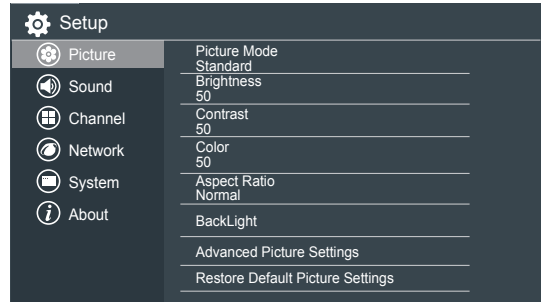 Setup
Picture
Sound
Channel
Network
System
About
Picture Mode
Standard
Brightness
50
Contrast
50
Color
50
Aspect Ratio
Normal
BackLight
Advanced Picture Settings
Restore Default Picture Settings